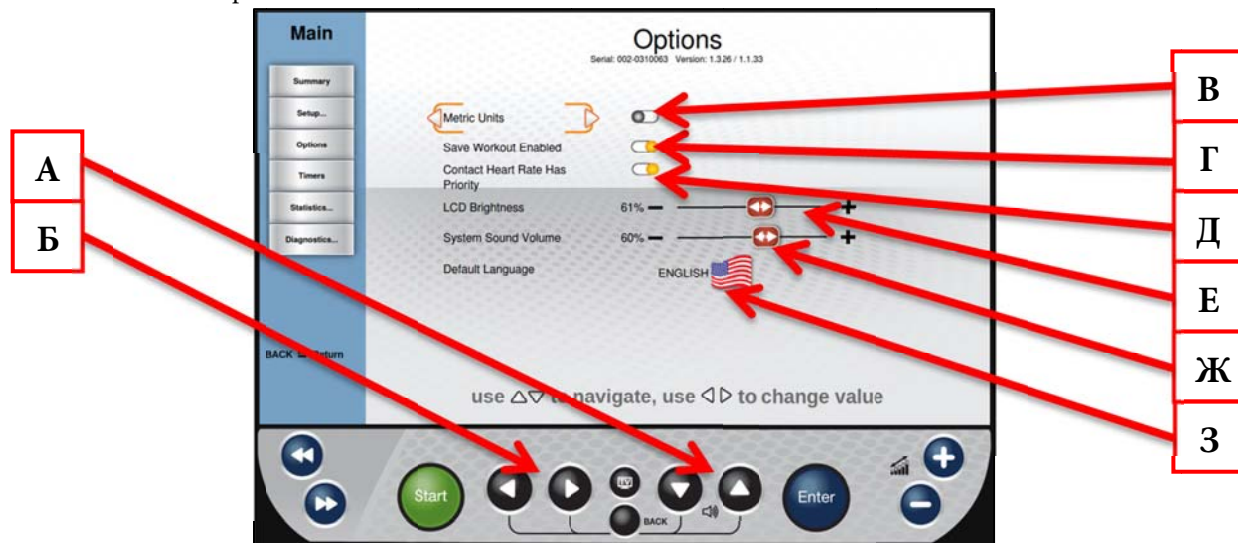 Main
Summary
Setup...
Options
Timers
Statistics...
Diagnostics...
Options
Serial: 002-0310063 Version: 1.3.26 / 1.1.33
Metric Units
Save Workout Enabled
Contact Heart Rate Has
Priority
LCD Brightness 61%
System Sound Volume 60%
Default Language ENGLISH
BACK = Return
use △▽ to navigate, use ◁ ▷ to change value
Start
TV
BACK
Enter
А
Б
В
Г
Д
Е
Ж
З